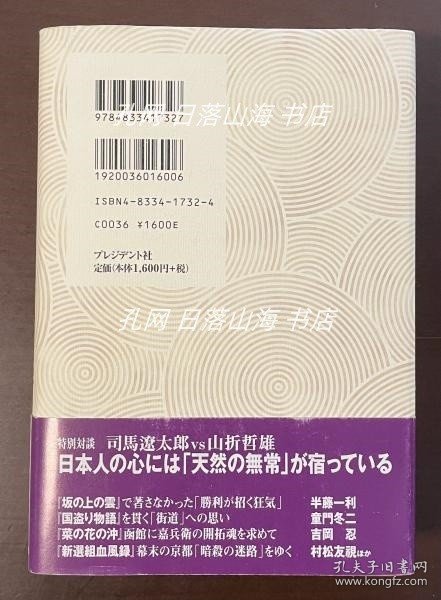 9784833417327
孔网 日落山海 书店
1920036016006
ISBN4-8334-1732-4
C0036 ¥1600E
プレジデント社
定価(本体1,600円+税)
孔网 日落山海 书店
特別対談 司馬遼太郎vs山折哲雄
日本人の心には「天然の無常」が宿っている
『坂の上の雲』で著さなかった「勝利が招く狂気」 半藤一利
『国盗り物語』を貫く「街道」への思い 童門冬二
『菜の花の沖』函館に嘉兵衛の開拓魂を求めて 吉岡 忍
『新選組血風録』幕末の京都「暗殺の迷路」をゆく 村松友視ほか
孔夫子旧书网
www.kongfz.com